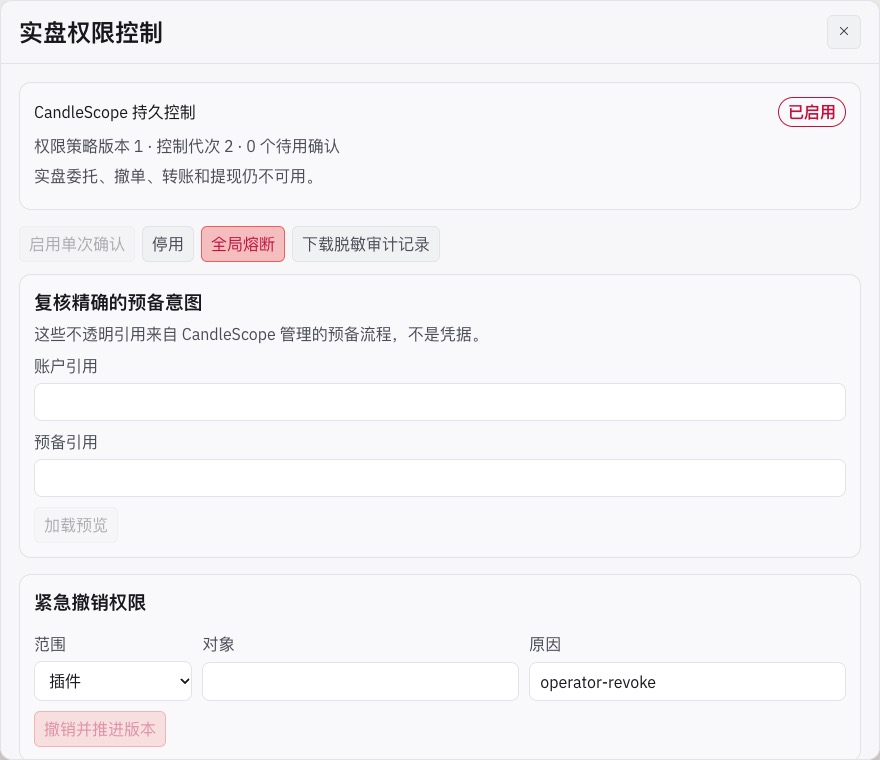 实盘权限控制
×
CandleScope 持久控制
已启用
权限策略版本 1 · 控制代次 2 · 0 个待用确认
实盘委托、撤单、转账和提现仍不可用。
启用单次确认 停用 全局熔断 下载脱敏审计记录
复核精确的预备意图
这些不透明引用来自 CandleScope 管理的预备流程，不是凭据。
账户引用
预备引用
加载预览
紧急撤销权限
范围 对象 原因
插件 operator-revoke
撤销并推进版本